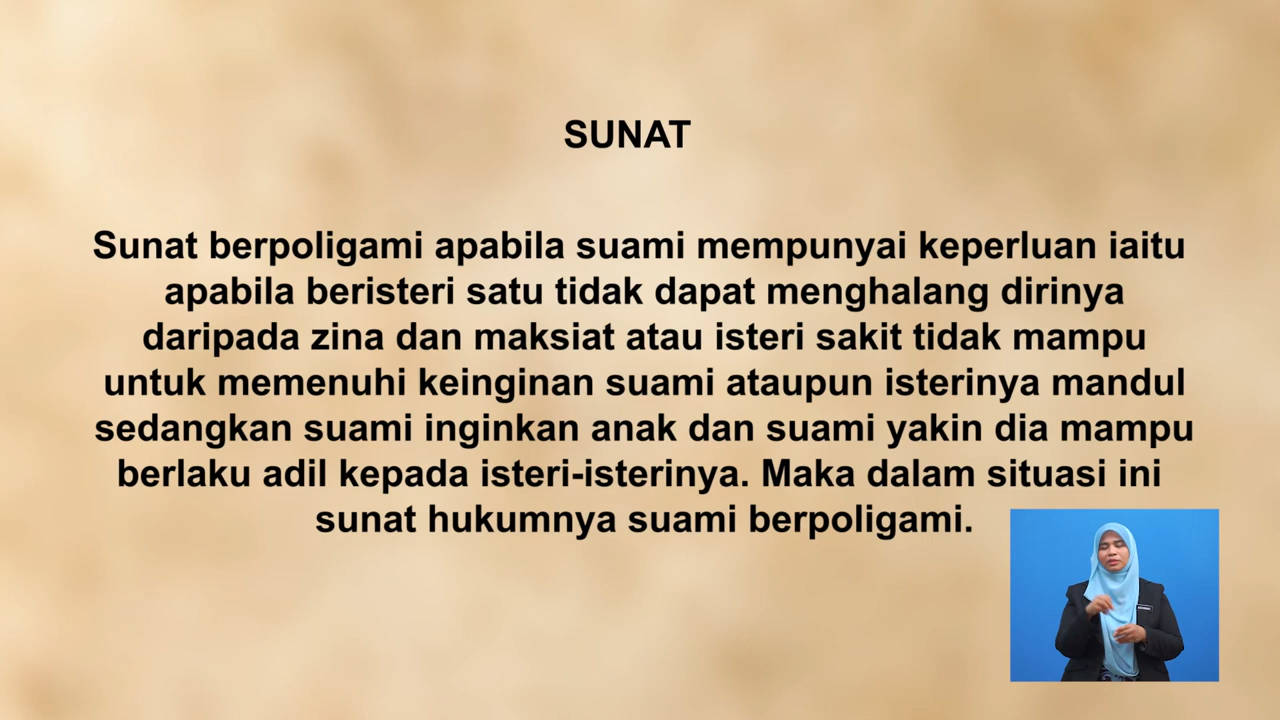 SUNAT
Sunat berpoligami apabila suami mempunyai keperluan iaitu
apabila beristeri satu tidak dapat menghalang dirinya
daripada zina dan maksiat atau isteri sakit tidak mampu
untuk memenuhi keinginan suami ataupun isterinya mandul
sedangkan suami inginkan anak dan suami yakin dia mampu
berlaku adil kepada isteri-isterinya. Maka dalam situasi ini
sunat hukumnya suami berpoligami.